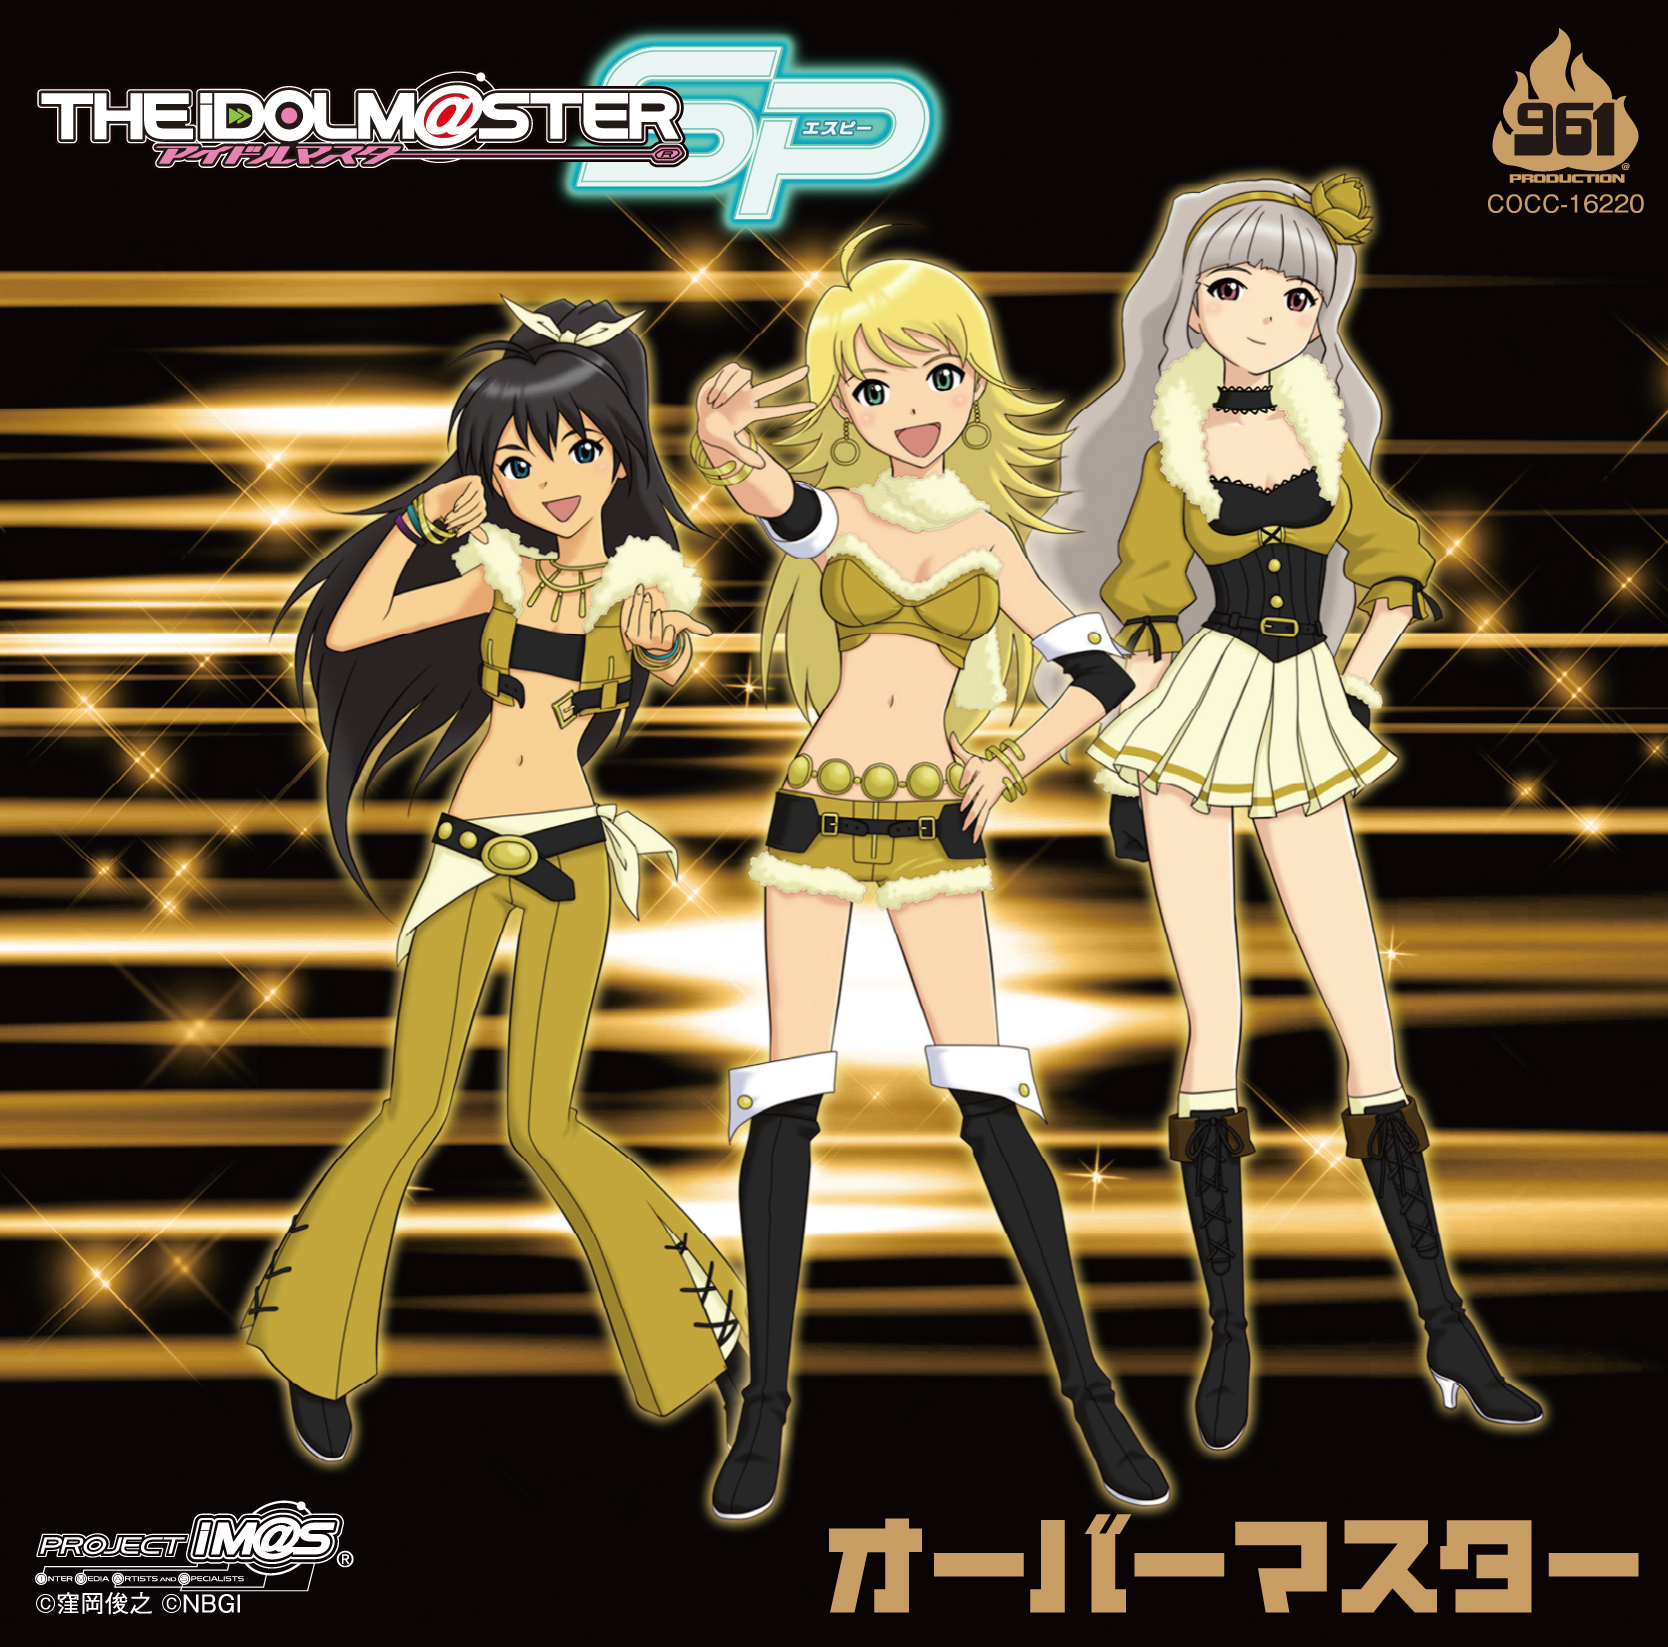 THE iDOLM@STER
アイドルマスター®
SP
エスピー
961
PRODUCTION
COCC-16220
PROJECT iM@S®
INTER MEDIA ARTISTS AND SPECIALISTS
©窪岡俊之 ©NBGI
オーバーマスター